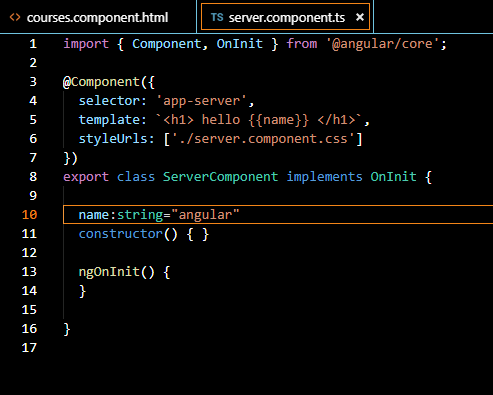 <> courses.component.html
TS server.component.ts ×
1 import { Component, OnInit } from '@angular/core';
2
3 @Component({
4   selector: 'app-server',
5   template: `<h1> hello {{name}} </h1>`,
6   styleUrls: ['./server.component.css']
7 })
8 export class ServerComponent implements OnInit {
9
10   name:string="angular"
11   constructor() { }
12
13   ngOnInit() {
14   }
15
16 }
17